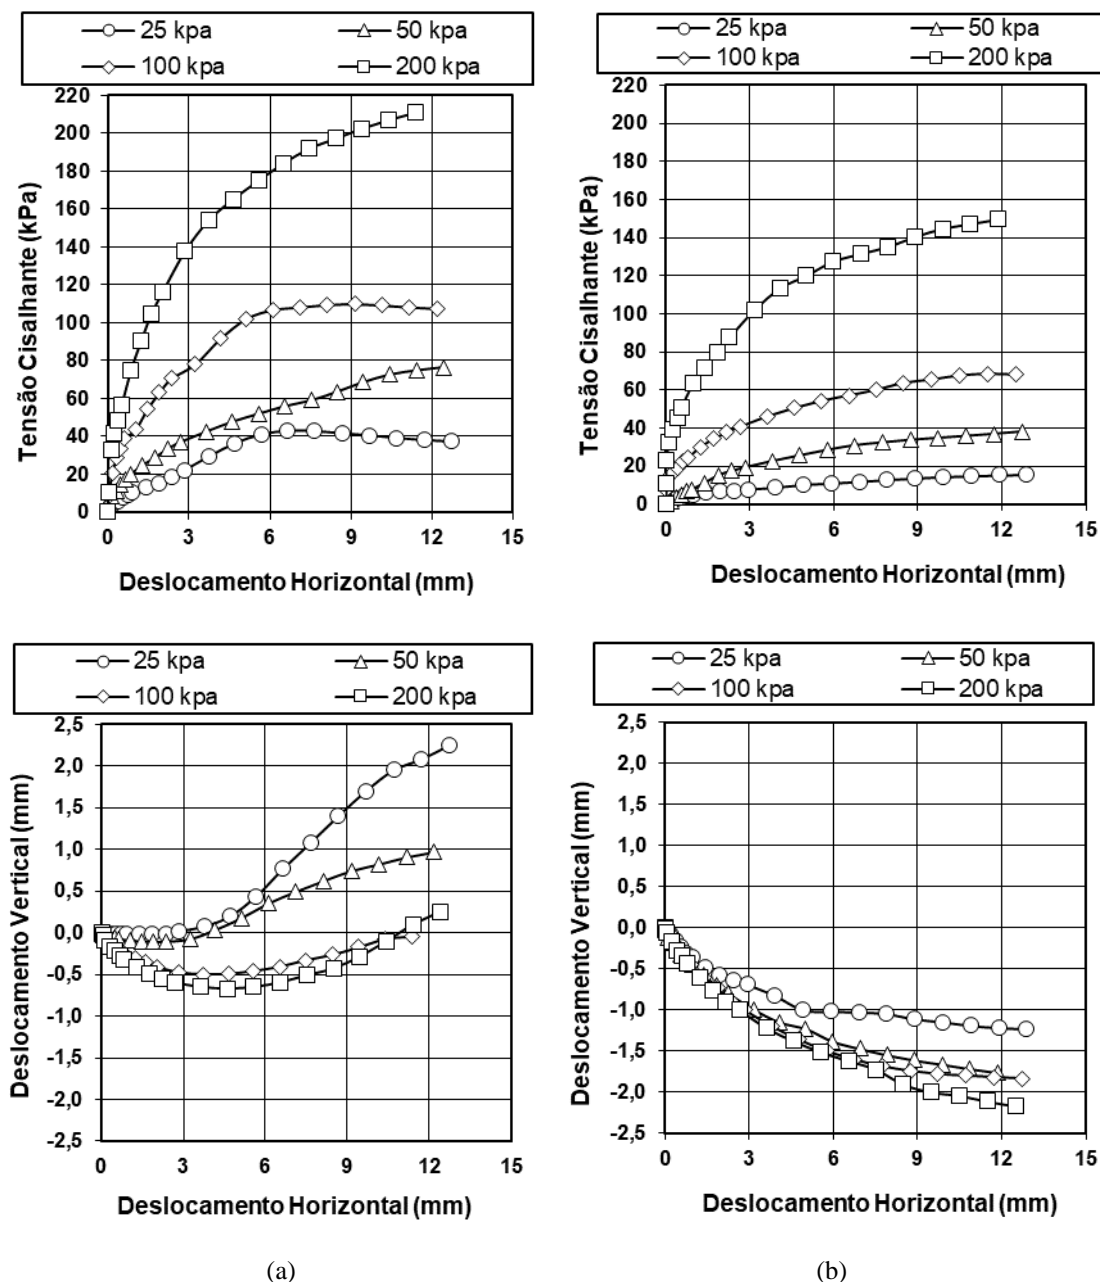 25 kpa 50 kpa
100 kpa 200 kpa
220
200
180
160
140
120
100
80
60
40
20
0
0 3 6 9 12 15
Tensão Cisalhante (kPa)
Deslocamento Horizontal (mm)
25 kpa 50 kpa
100 kpa 200 kpa
220
200
180
160
140
120
100
80
60
40
20
0
0 3 6 9 12 15
Tensão Cisalhante (kPa)
Deslocamento Horizontal (mm)
25 kpa 50 kpa
100 kpa 200 kpa
2,5
2,0
1,5
1,0
0,5
0,0
-0,5
-1,0
-1,5
-2,0
-2,5
0 3 6 9 12 15
Deslocamento Vertical (mm)
Deslocamento Horizontal (mm)
(a)
25 kpa 50 kpa
100 kpa 200 kpa
2,5
2,0
1,5
1,0
0,5
0,0
-0,5
-1,0
-1,5
-2,0
-2,5
0 3 6 9 12 15
Deslocamento Vertical (mm)
Deslocamento Horizontal (mm)
(b)